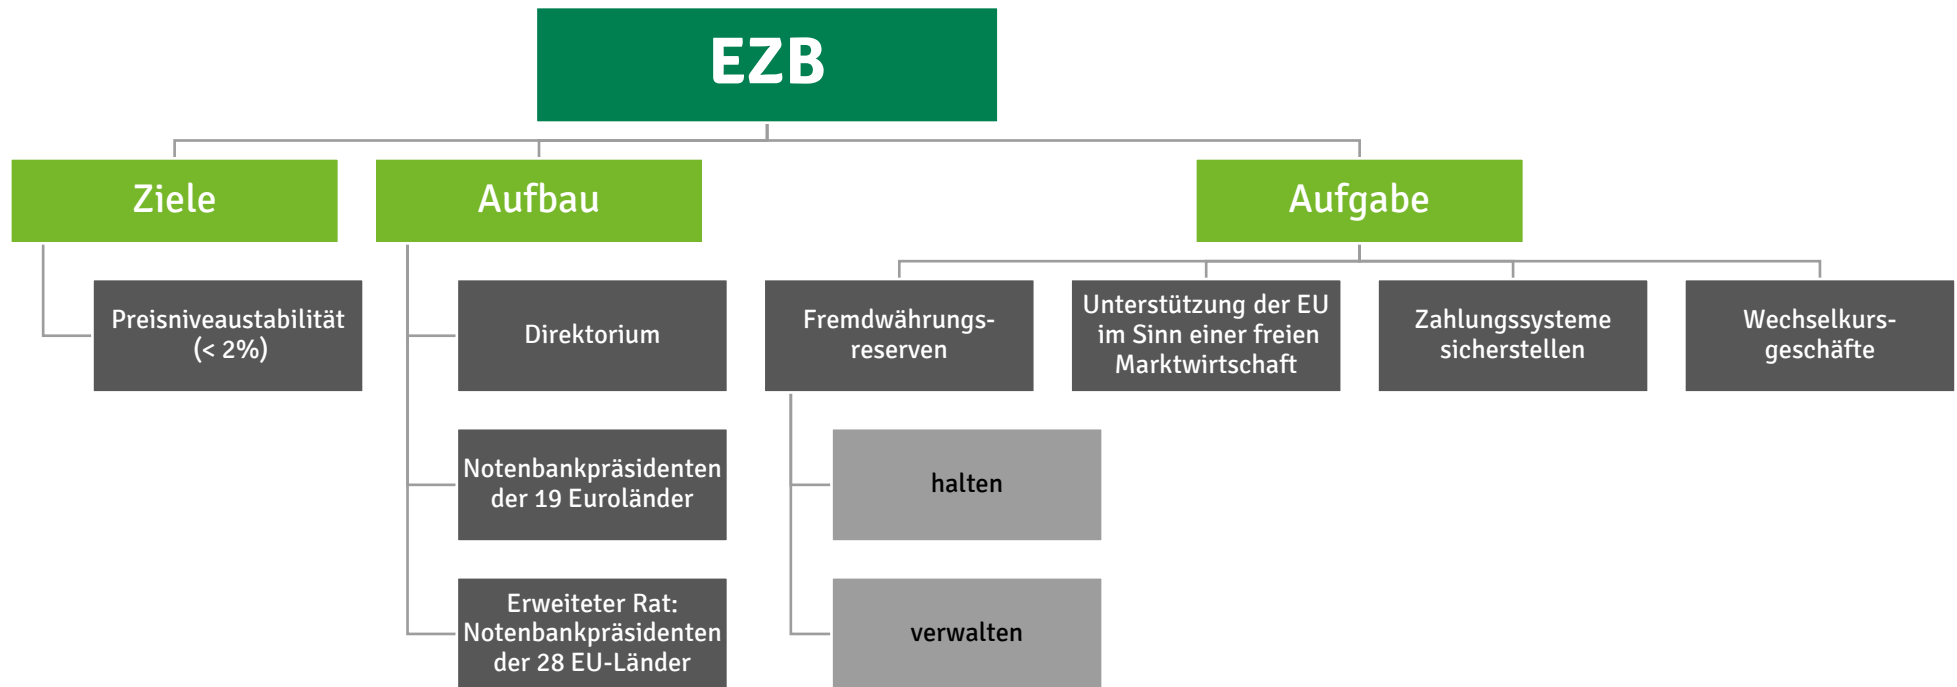 EZB
Ziele
Aufbau
Aufgabe
Preisniveaustabilität
(< 2%)
Direktorium
Fremdwährungs-
reserven
Unterstützung der EU
im Sinn einer freien
Marktwirtschaft
Zahlungssysteme
sicherstellen
Wechselkurs-
geschäfte
Notenbankpräsidenten
der 19 Euroländer
halten
Erweiteter Rat:
Notenbankpräsidenten
der 28 EU-Länder
verwalten